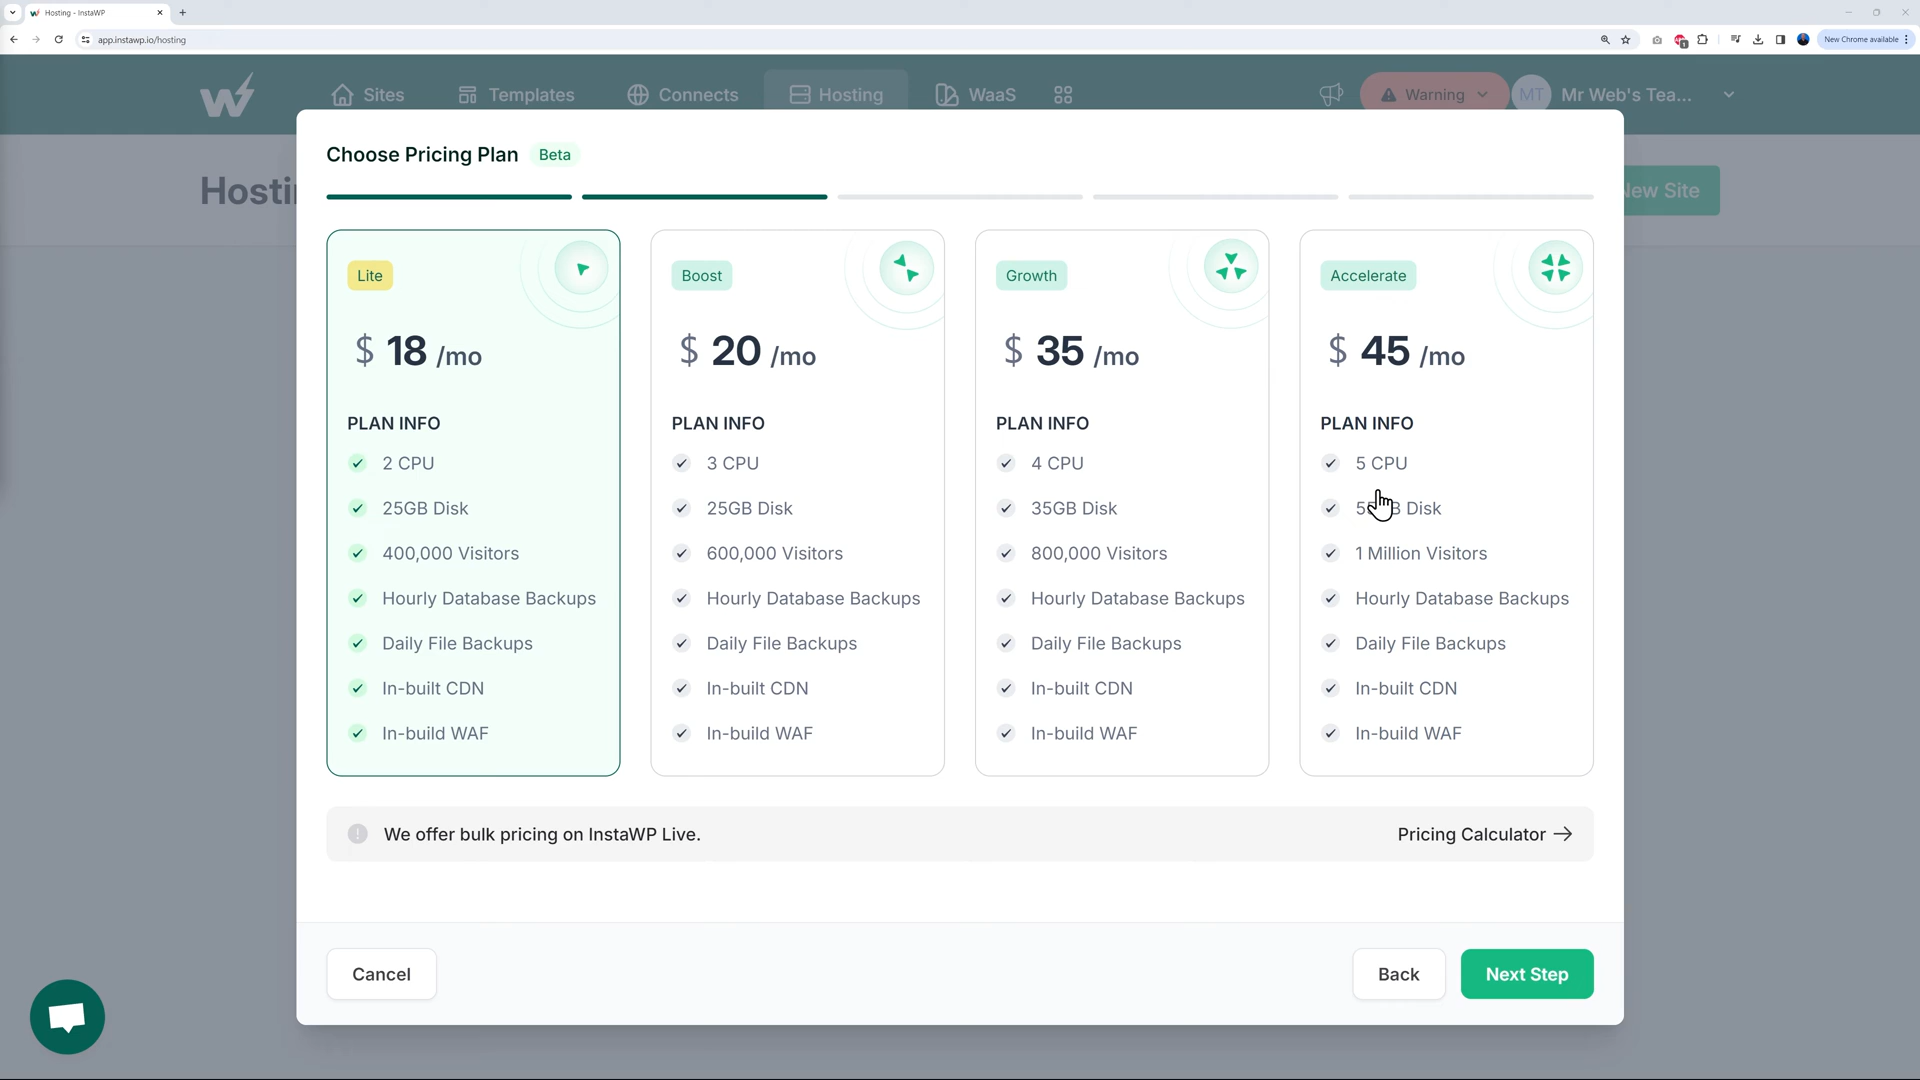 Hosting - InstaWP
app.instawp.io/hosting
New Chrome available
Sites
Templates
Connects
Hosting
WaaS
Warning
MT
Mr Web's Tea...
Choose Pricing Plan
Beta
New Site
Lite
$ 18 /mo
PLAN INFO
2 CPU
25GB Disk
400,000 Visitors
Hourly Database Backups
Daily File Backups
In-built CDN
In-build WAF
Boost
$ 20 /mo
PLAN INFO
3 CPU
25GB Disk
600,000 Visitors
Hourly Database Backups
Daily File Backups
In-built CDN
In-build WAF
Growth
$ 35 /mo
PLAN INFO
4 CPU
35GB Disk
800,000 Visitors
Hourly Database Backups
Daily File Backups
In-built CDN
In-build WAF
Accelerate
$ 45 /mo
PLAN INFO
5 CPU
Disk
1 Million Visitors
Hourly Database Backups
Daily File Backups
In-built CDN
In-build WAF
We offer bulk pricing on InstaWP Live.
Pricing Calculator
Cancel
Back
Next Step